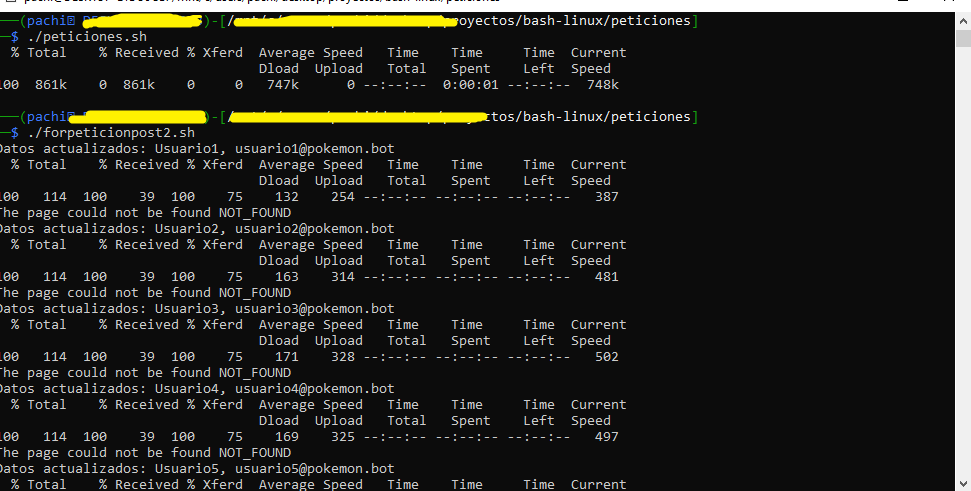 (pachi )-[/ royectos/bash-linux/peticiones]
─$ ./peticiones.sh
% Total % Received % Xferd Average Speed Time Time Time Current
Dload Upload Total Spent Left Speed
100 861k 0 861k 0 0 747k 0 --:--:-- 0:00:01 --:--:-- 748k
(pachi )-[/ ctos/bash-linux/peticiones]
─$ ./forpeticionpost2.sh
Datos actualizados: Usuario1, usuario1@pokemon.bot
% Total % Received % Xferd Average Speed Time Time Time Current
Dload Upload Total Spent Left Speed
100 114 100 39 100 75 132 254 --:--:-- --:--:-- --:--:-- 387
The page could not be found NOT_FOUND
Datos actualizados: Usuario2, usuario2@pokemon.bot
% Total % Received % Xferd Average Speed Time Time Time Current
Dload Upload Total Spent Left Speed
100 114 100 39 100 75 163 314 --:--:-- --:--:-- --:--:-- 481
The page could not be found NOT_FOUND
Datos actualizados: Usuario3, usuario3@pokemon.bot
% Total % Received % Xferd Average Speed Time Time Time Current
Dload Upload Total Spent Left Speed
100 114 100 39 100 75 171 328 --:--:-- --:--:-- --:--:-- 502
The page could not be found NOT_FOUND
Datos actualizados: Usuario4, usuario4@pokemon.bot
% Total % Received % Xferd Average Speed Time Time Time Current
Dload Upload Total Spent Left Speed
100 114 100 39 100 75 169 325 --:--:-- --:--:-- --:--:-- 497
The page could not be found NOT_FOUND
Datos actualizados: Usuario5, usuario5@pokemon.bot
% Total % Received % Xferd Average Speed Time Time Time Current